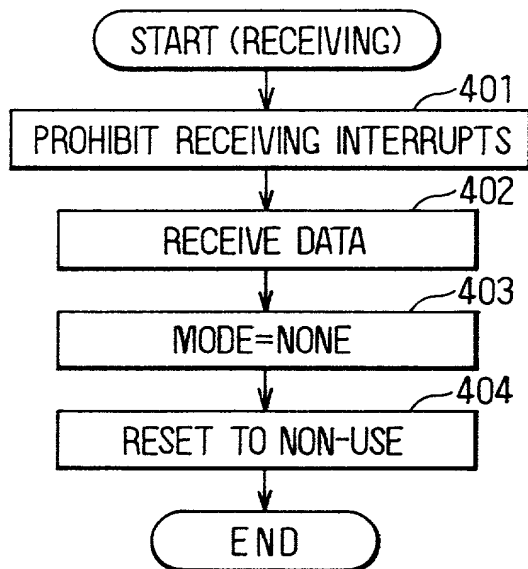 START (RECEIVING)
401
PROHIBIT RECEIVING INTERRUPTS
402
RECEIVE DATA
403
MODE=NONE
404
RESET TO NON-USE
END